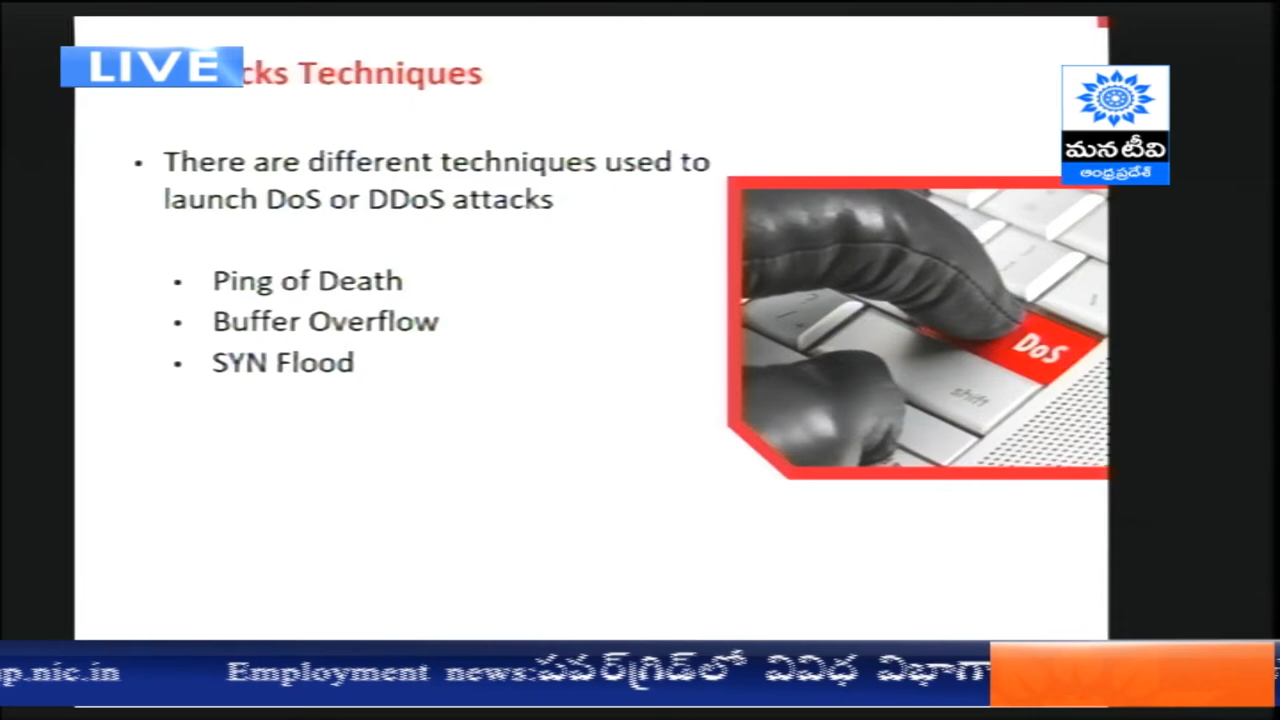 LIVE
cks Techniques
మన టీవి
ఆంధ్రప్రదేశ్
• There are different techniques used to
launch DoS or DDoS attacks
• Ping of Death
• Buffer Overflow
• SYN Flood
DoS
shift
p.nic.in Employment news:పవర్‌గ్రిడ్‌లో వివిధ విభాగా